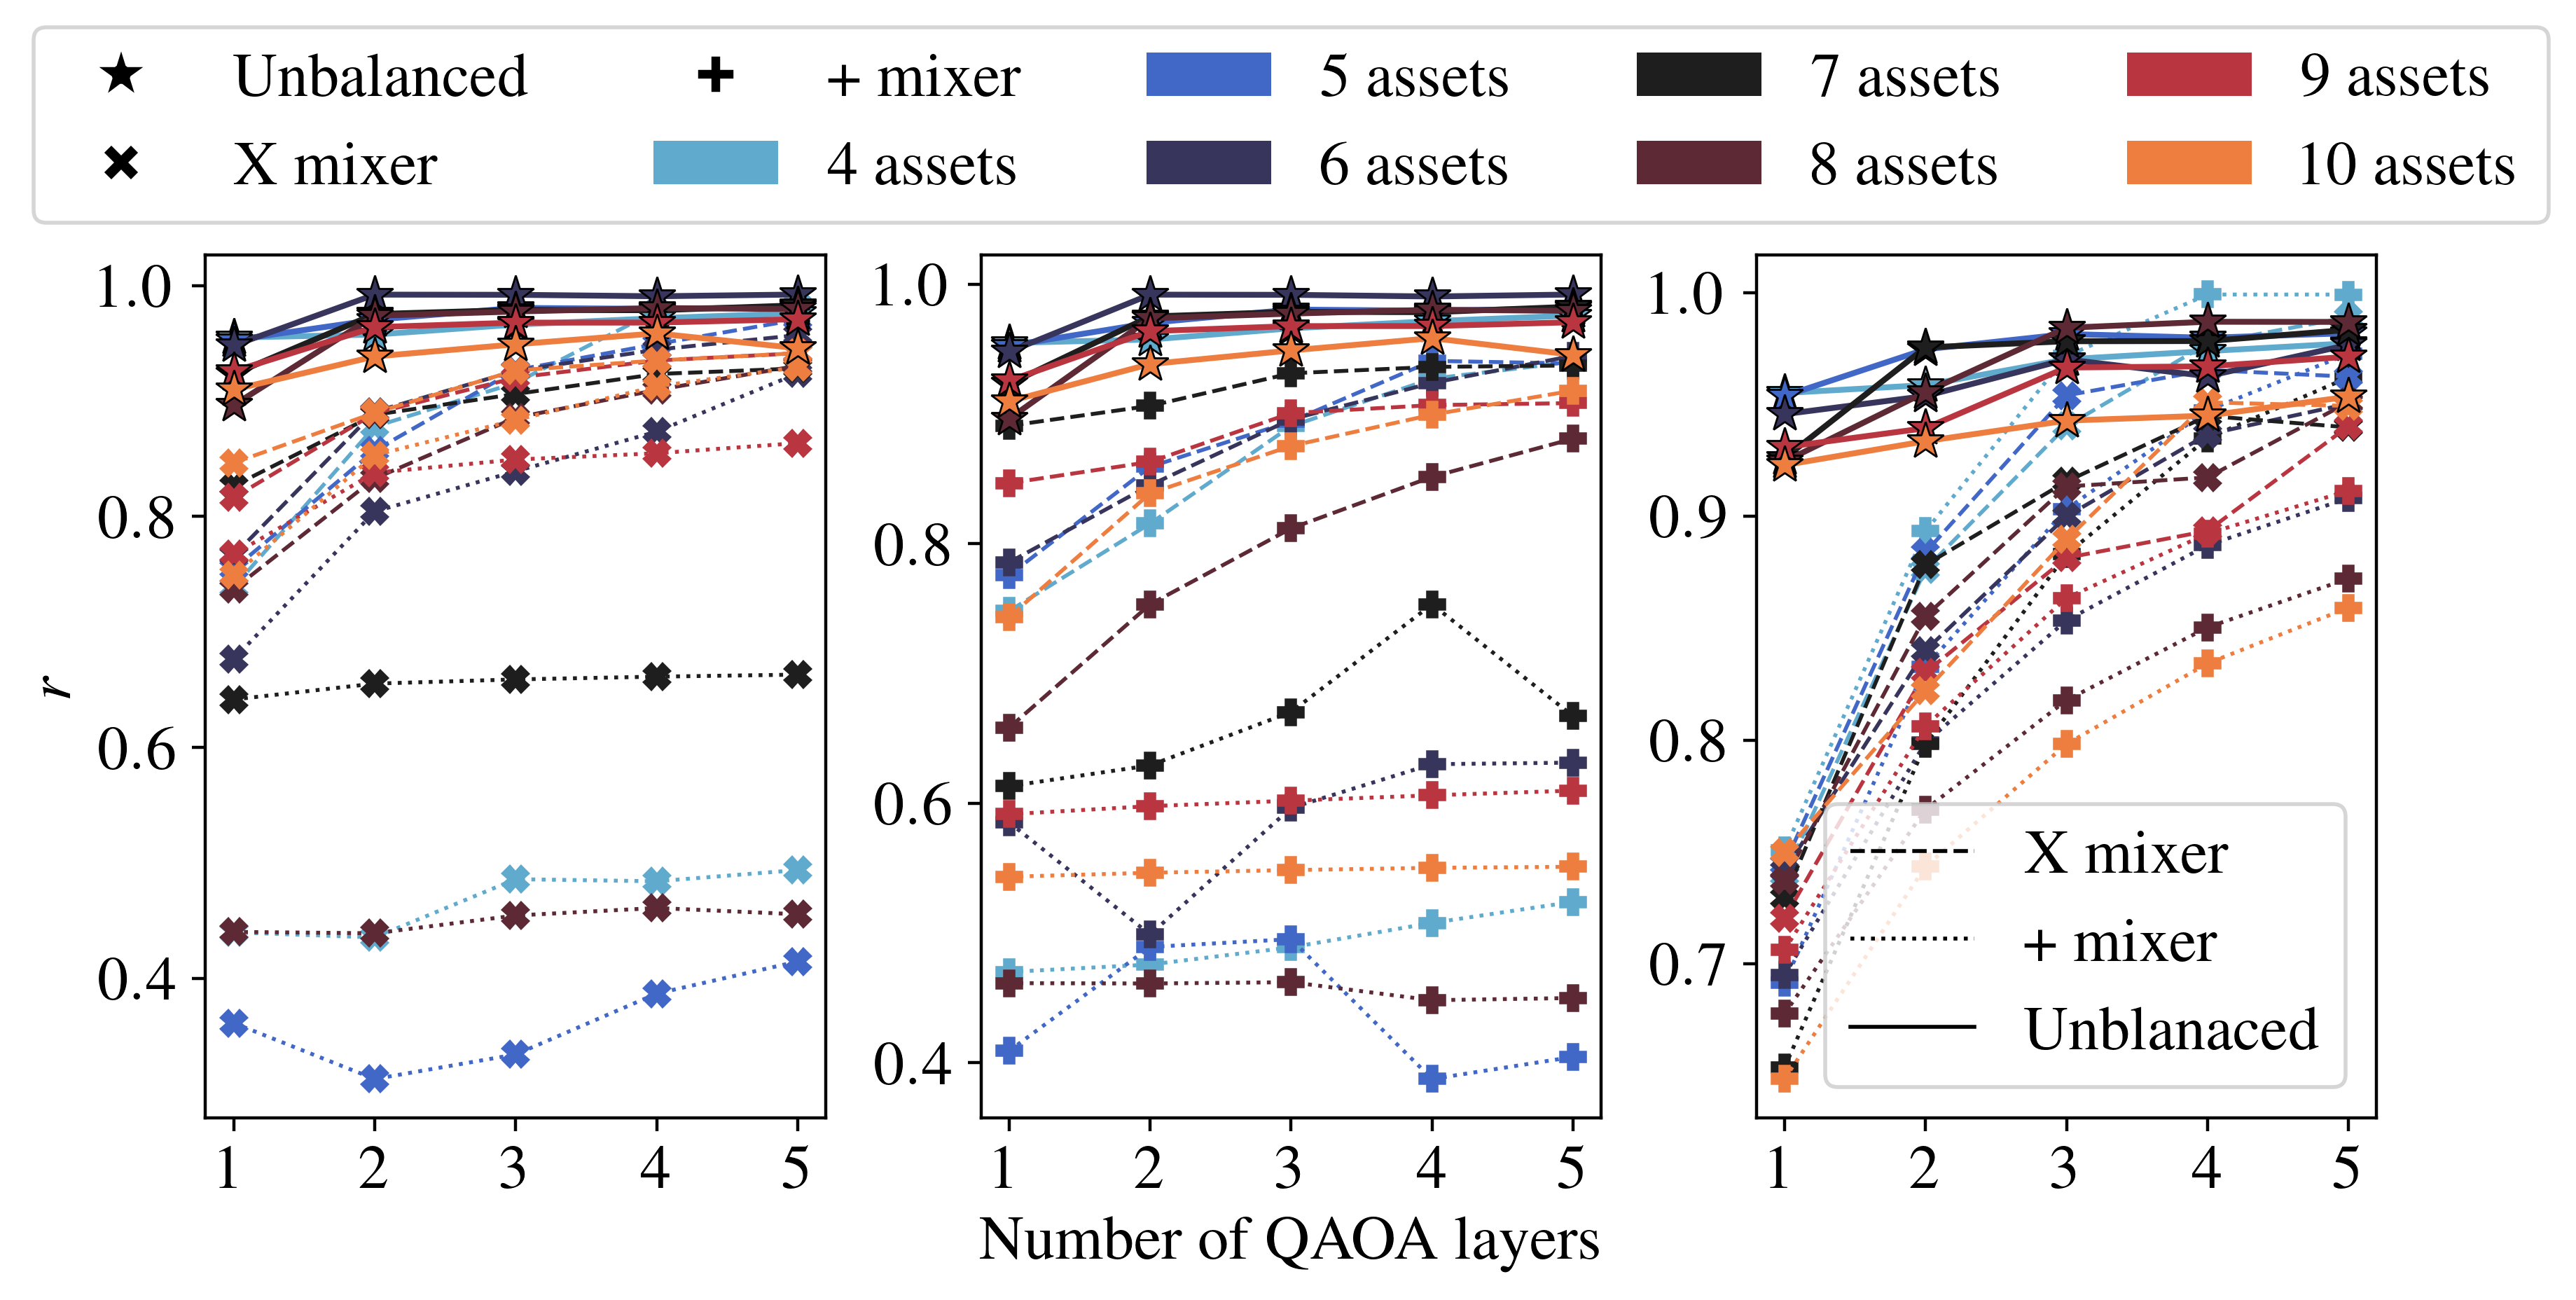 Unbalanced + mixer 5 assets 7 assets 9 assets
X mixer 4 assets 6 assets 8 assets 10 assets
r
1.0
0.8
0.6
0.4
1 2 3 4 5
1.0
0.8
0.6
0.4
1 2 3 4 5
Number of QAOA layers
1.0
0.9
0.8
0.7
1 2 3 4 5
X mixer
+ mixer
Unblanaced